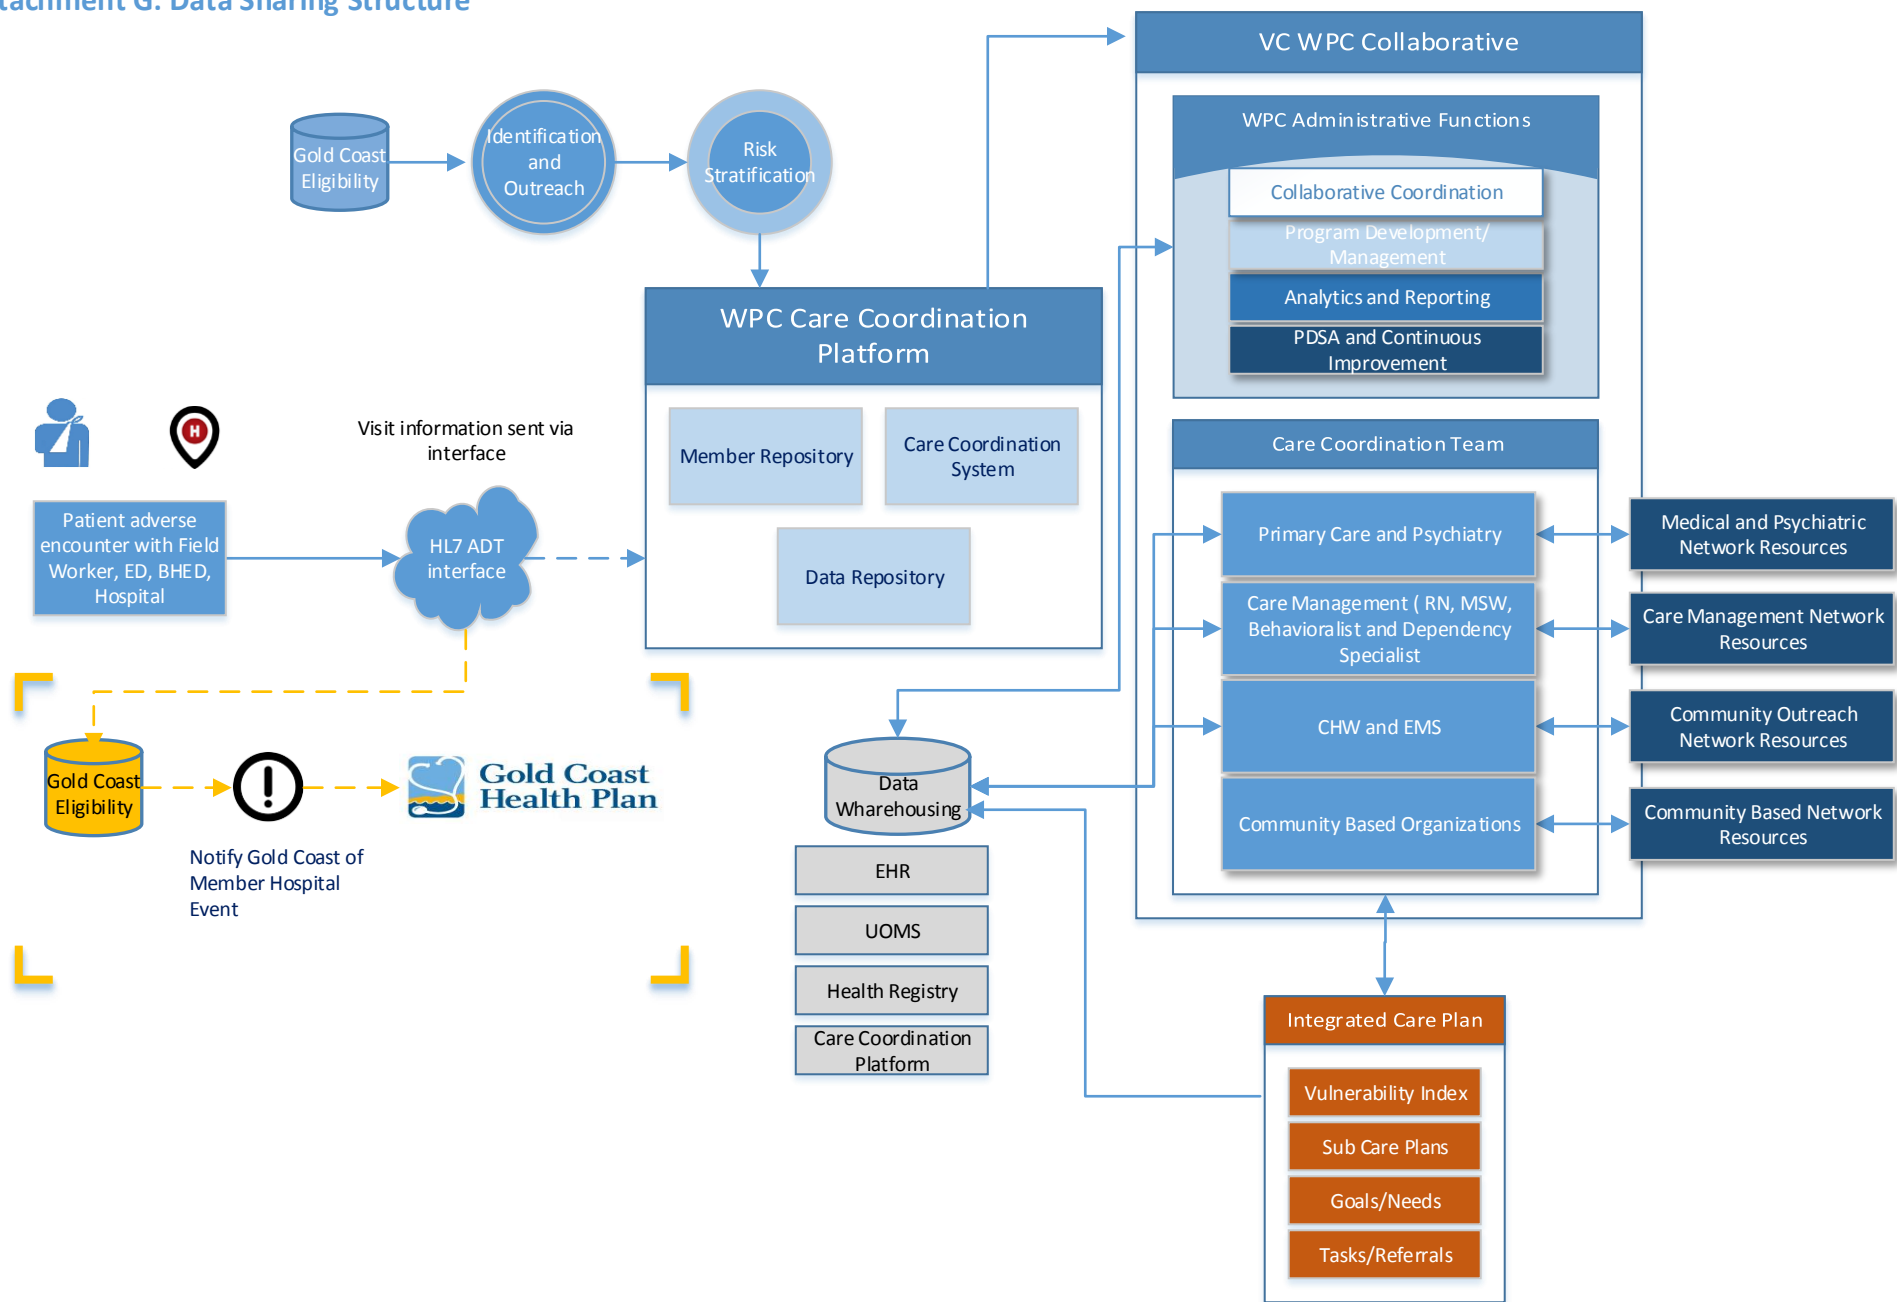 tachment G: Data Sharing Structure
VC WPC Collaborative
WPC Administrative Functions
Collaborative Coordination
Program Development/
Management
Analytics and Reporting
PDSA and Continuous
Improvement
Gold Coast
Eligibility
Identification
and
Outreach
Risk
Stratification
WPC Care Coordination
Platform
Member Repository
Care Coordination
System
Data Repository
H
Visit information sent via
interface
Patient adverse
encounter with Field
Worker, ED, BHED,
Hospital
HL7 ADT
interface
Care Coordination Team
Primary Care and Psychiatry
Care Management ( RN, MSW,
Behavioralist and Dependency
Specialist
CHW and EMS
Community Based Organizations
Medical and Psychiatric
Network Resources
Care Management Network
Resources
Community Outreach
Network Resources
Community Based Network
Resources
Gold Coast
Eligibility
!
Gold Coast
Health Plan
Notify Gold Coast of
Member Hospital
Event
Data
Wharehousing
EHR
UOMS
Health Registry
Care Coordination
Platform
Integrated Care Plan
Vulnerability Index
Sub Care Plans
Goals/Needs
Tasks/Referrals